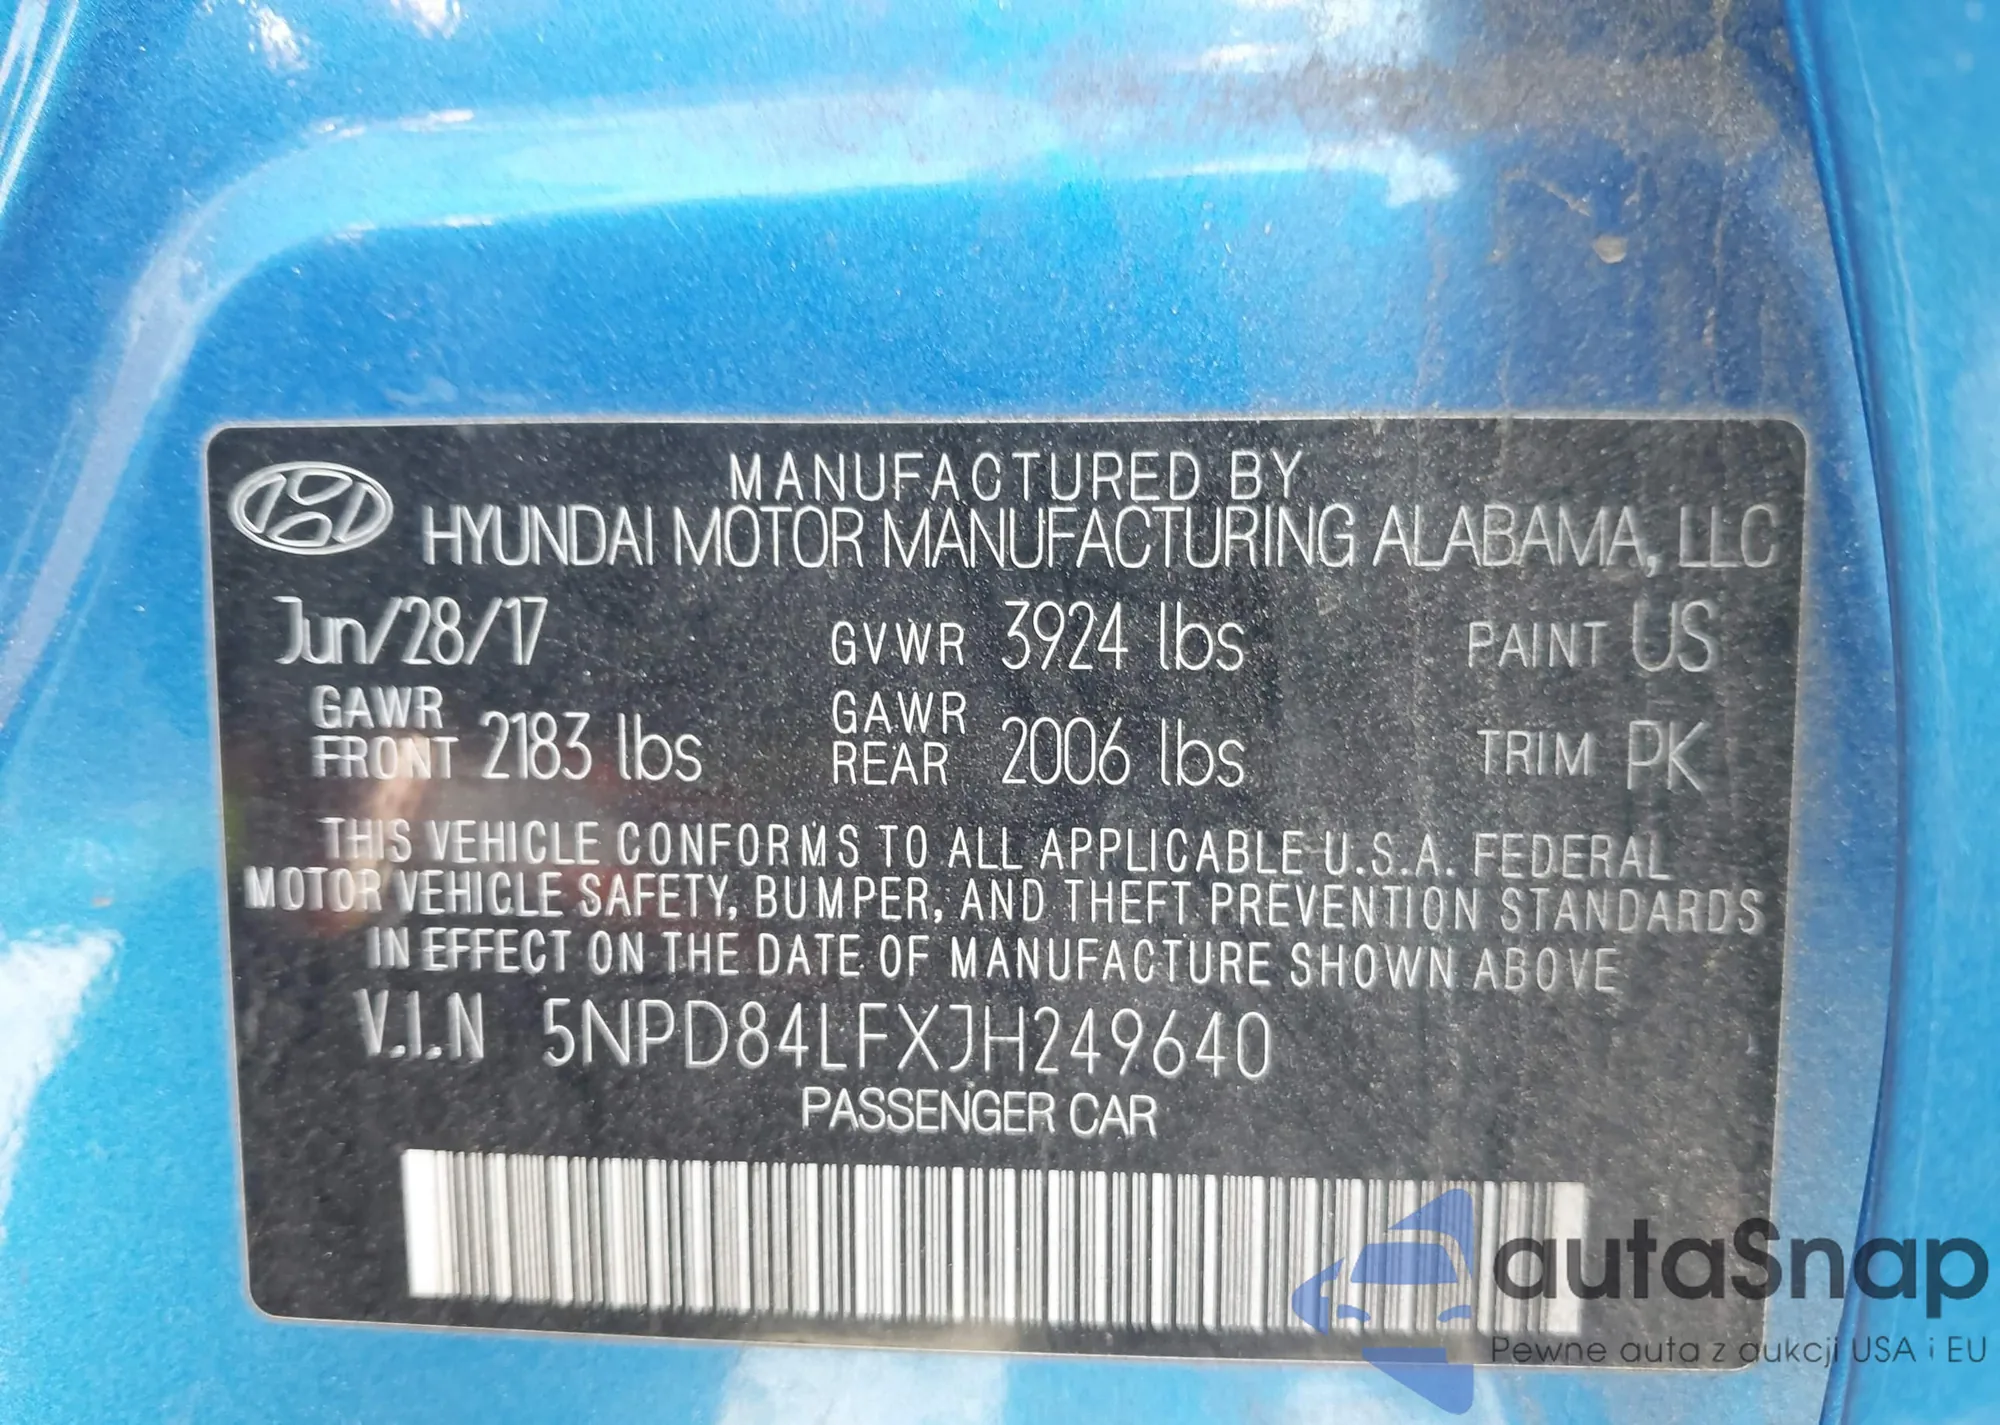 MANUFACTURED BY
HYUNDAI MOTOR MANUFACTURING ALABAMA, LLC
Jun/28/17 GVWR 3924 lbs PAINT US
GAWR FRONT 2183 lbs GAWR REAR 2006 lbs TRIM PK
THIS VEHICLE CONFORMS TO ALL APPLICABLE U.S.A. FEDERAL
MOTOR VEHICLE SAFETY, BUMPER, AND THEFT PREVENTION STANDARDS
IN EFFECT ON THE DATE OF MANUFACTURE SHOWN ABOVE
V.I.N 5NPD84LFXJH249640
PASSENGER CAR
autaSnap
Pewne auta z aukcji USA i EU